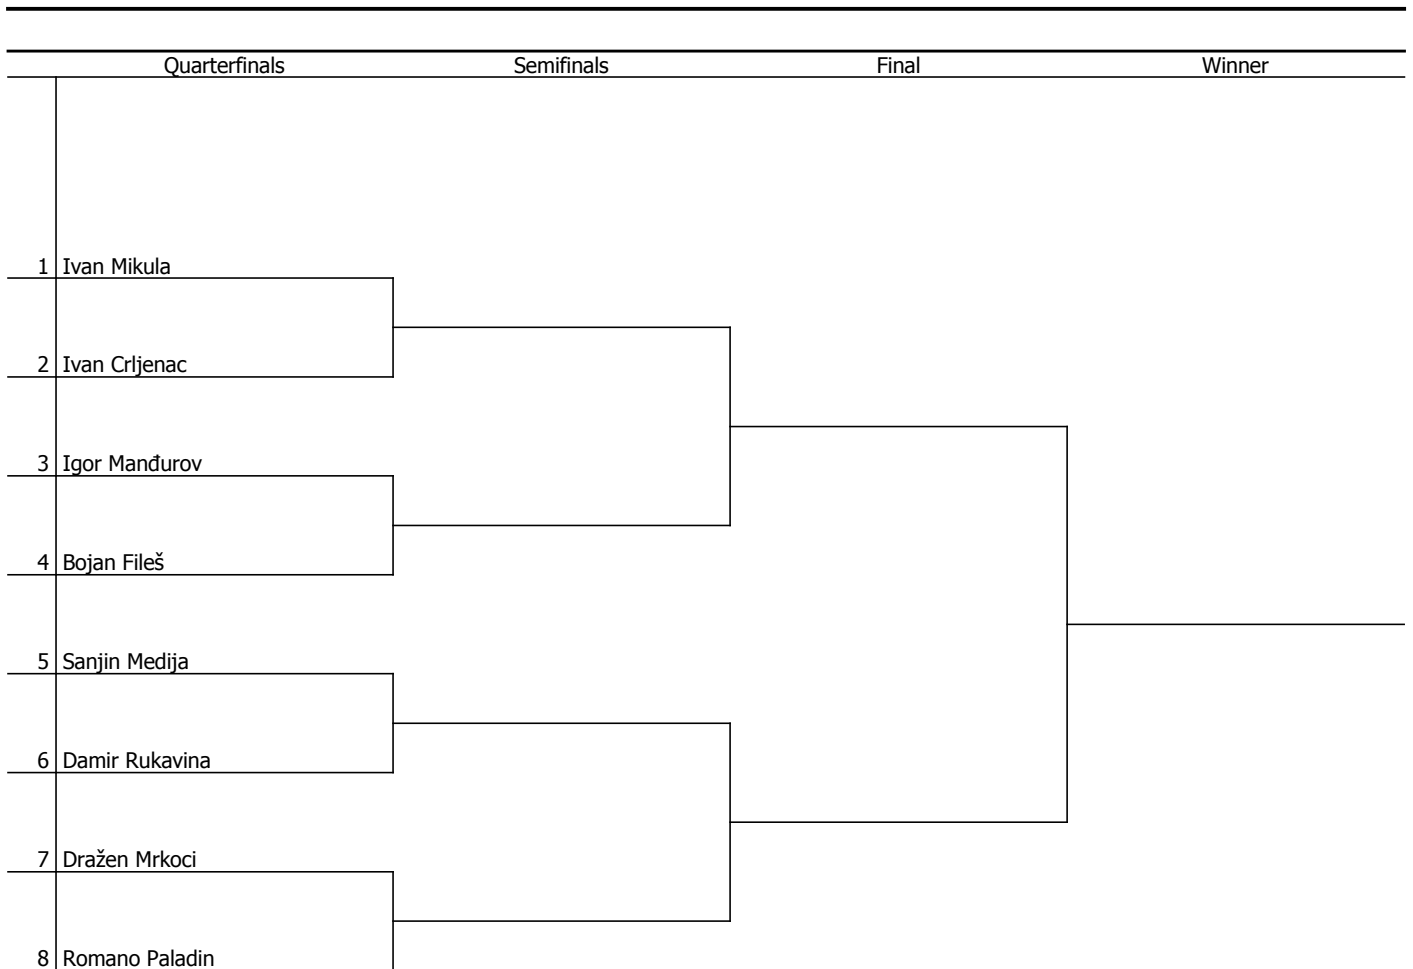 Quarterfinals Semifinals Final Winner
1 Ivan Mikula
2 Ivan Crljenac
3 Igor Manđurov
4 Bojan Fileš
5 Sanjin Medija
6 Damir Rukavina
7 Dražen Mrkoci
8 Romano Paladin